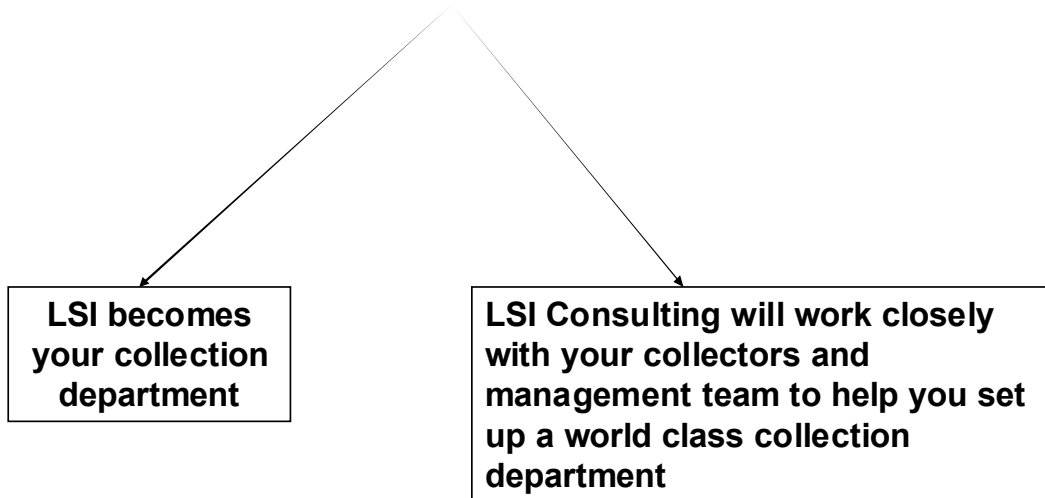 LSI becomes
your collection
department
LSI Consulting will work closely
with your collectors and
management team to help you set
up a world class collection
department